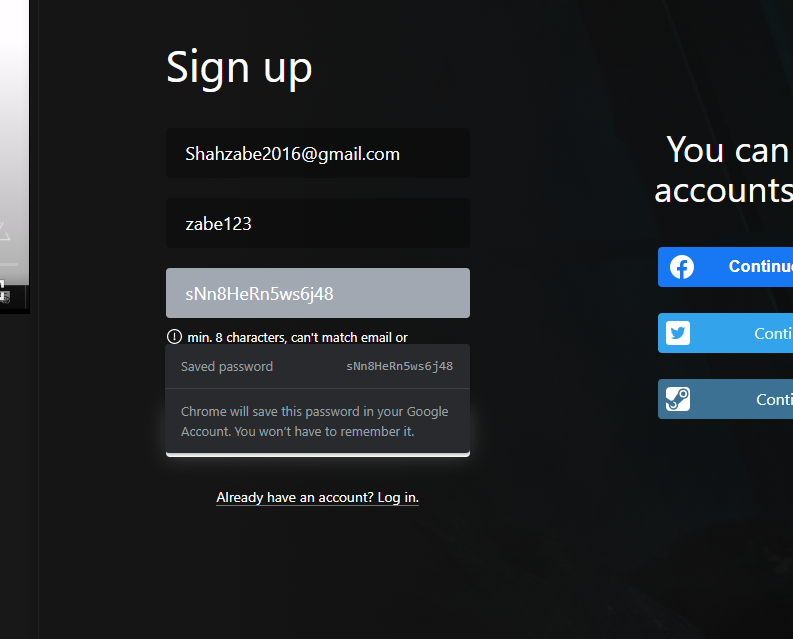 Sign up
Shahzabe2016@gmail.com
zabe123
sNn8HeRn5ws6j48
min. 8 characters, can't match email or
Saved password sNn8HeRn5ws6j48
Chrome will save this password in your Google
Account. You won't have to remember it.
Already have an account? Log in.
You can
accounts
Continue
Conti
Conti